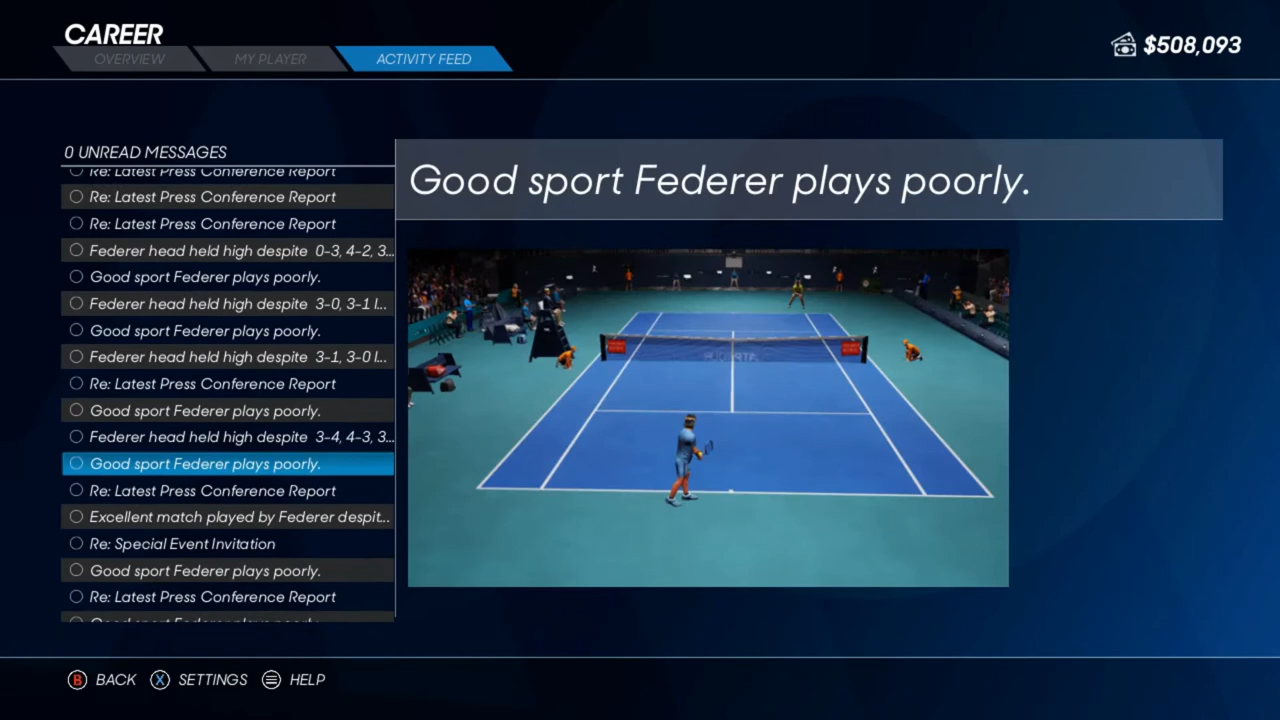 CAREER
OVERVIEW
MY PLAYER
ACTIVITY FEED
$508,093
0 UNREAD MESSAGES
Re: Latest Press Conference Report
Re: Latest Press Conference Report
Re: Latest Press Conference Report
Federer head held high despite 0-3, 4-2, 3...
Good sport Federer plays poorly.
Federer head held high despite 3-0, 3-1 l...
Good sport Federer plays poorly.
Federer head held high despite 3-1, 3-0 l...
Re: Latest Press Conference Report
Good sport Federer plays poorly.
Federer head held high despite 3-4, 4-3, 3...
Good sport Federer plays poorly.
Re: Latest Press Conference Report
Excellent match played by Federer despit...
Re: Special Event Invitation
Good sport Federer plays poorly.
Re: Latest Press Conference Report
Good sport Federer plays poorly.
Good sport Federer plays poorly.
B BACK
X SETTINGS
HELP